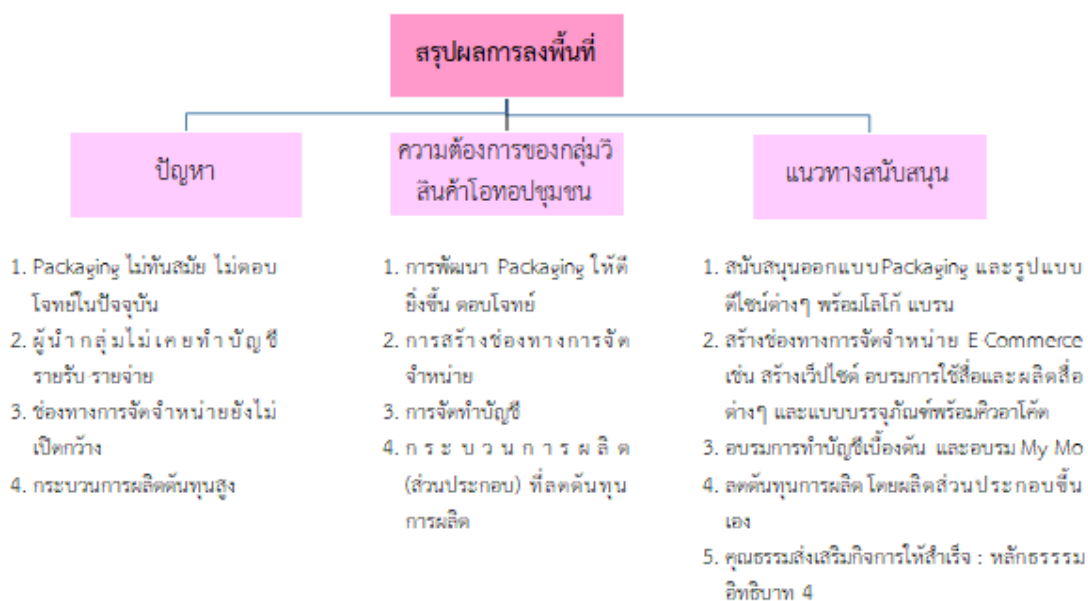 สรุปผลการลงพื้นที่
ปัญหา
ความต้องการของกลุ่มวิ
สินค้าโอทอปชุมชน
แนวทางสนับสนุน
1. Packaging ไม่ทันสมัย ไม่ตอบ
โจทย์ในปัจจุบัน
2. ผู้นำกลุ่มไม่เคยทำบัญชี
รายรับ-รายจ่าย
3. ช่องทางการจัดจำหน่ายยังไม่
เปิดกว้าง
4. กระบวนการผลิตต้นทุนสูง
1. การพัฒนา Packaging ให้ดี
ยิ่งขึ้น ตอบโจทย์
2. การสร้างช่องทางการจัด
จำหน่าย
3. การจัดทำบัญชี
4. กระบวนการผลิต
(ส่วนประกอบ) ที่ลดต้นทุน
การผลิต
1. สนับสนุนออกแบบPackaging และรูปแบบ
ดีไซน์ต่างๆ พร้อมโลโก้ แบรน
2. สร้างช่องทางการจัดจำหน่าย E-Commerce
เช่น สร้างเว็ปไซต์ อบรมการใช้สื่อและผลิตสื่อ
ต่างๆ และแบบบรรจุภัณฑ์พร้อมคิวอาโค้ด
3. อบรมการทำบัญชีเบื้องต้น และอบรม My Mo
4. ลดต้นทุนการผลิต โดยผลิตส่วนประกอบขึ้น
เอง
5. คุณธรรมส่งเสริมกิจการให้สำเร็จ : หลักธรรรม
อิทธิบาท 4